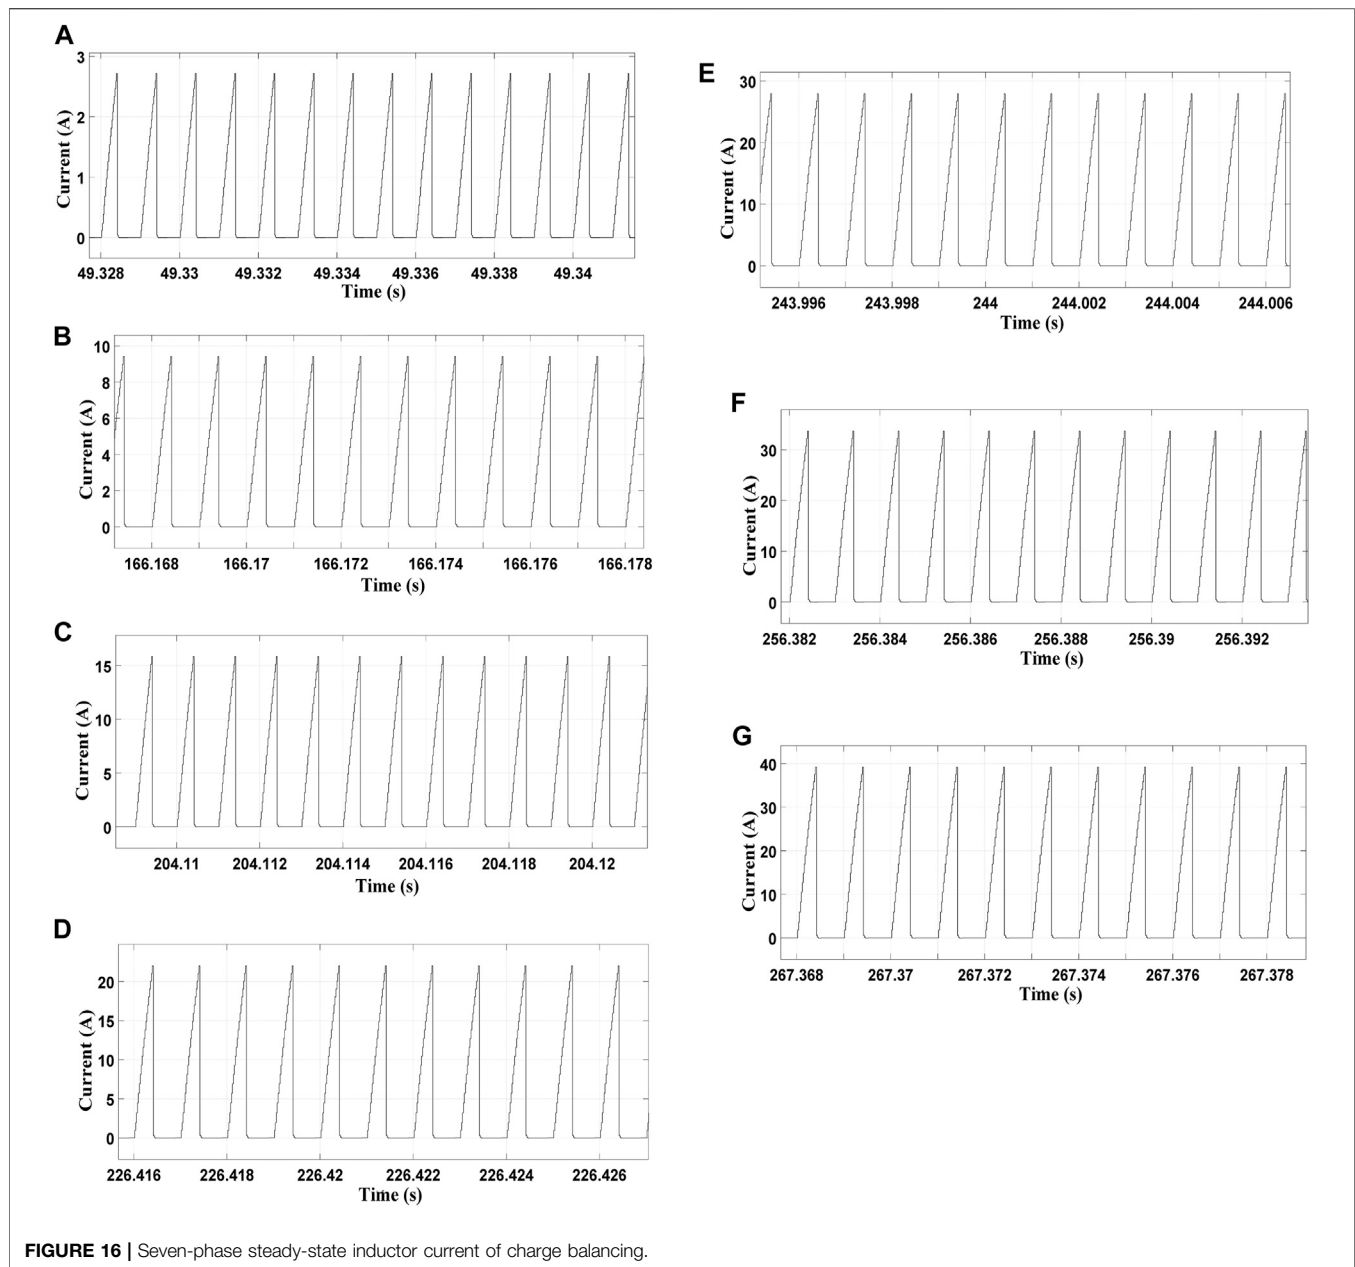 A
3
2
1
0
Current (A)
49.328 49.33 49.332 49.334 49.336 49.338 49.34
Time (s)
B
10
8
6
4
2
0
Current (A)
166.168 166.17 166.172 166.174 166.176 166.178
Time (s)
C
15
10
5
0
Current (A)
204.11 204.112 204.114 204.116 204.118 204.12
Time (s)
D
20
15
10
5
0
Current (A)
226.416 226.418 226.42 226.422 226.424 226.426
Time (s)
E
30
20
10
0
Current (A)
243.996 243.998 244 244.002 244.004 244.006
Time (s)
F
30
20
10
0
Current (A)
256.382 256.384 256.386 256.388 256.39 256.392
Time (s)
G
40
30
20
10
0
Current (A)
267.368 267.37 267.372 267.374 267.376 267.378
Time (s)
FIGURE 16 | Seven-phase steady-state inductor current of charge balancing.